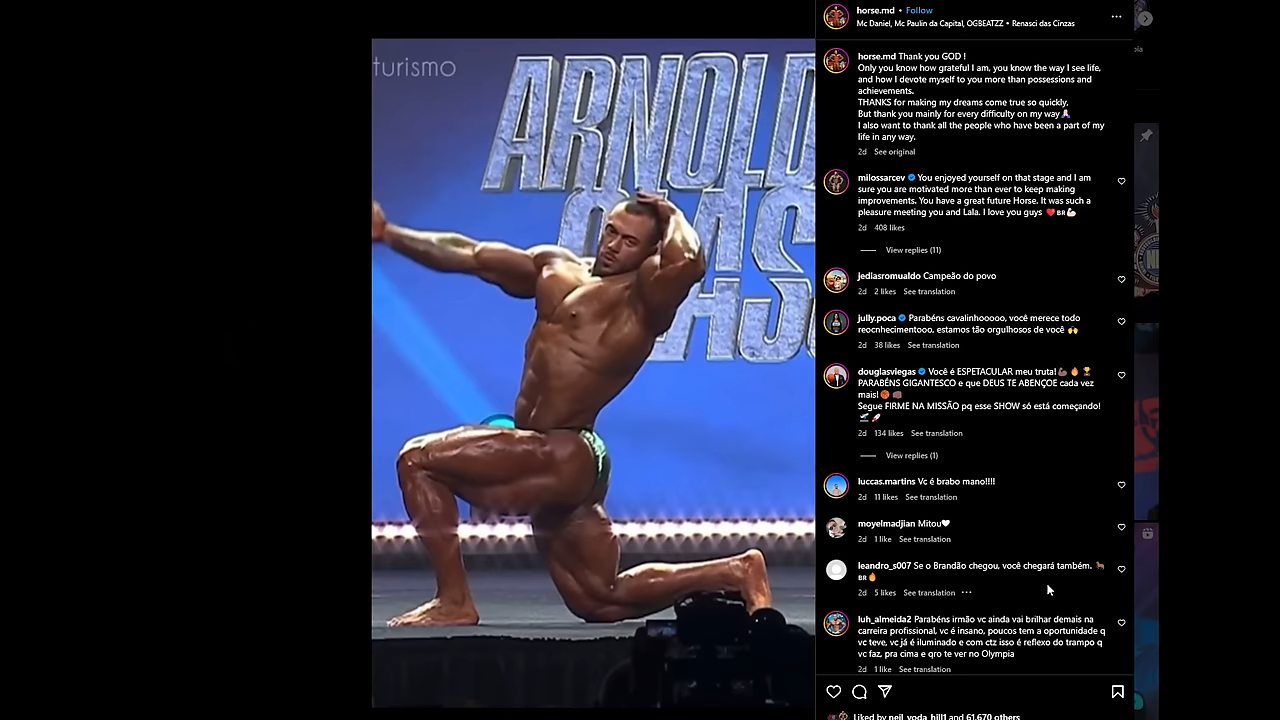 horse.md • Follow
Mc Daniel, Mc Paulin da Capital, OGBEATZZ • Renasci das Cinzas
turismo
ARNOLD
CLAS
horse.md Thank you GOD !
Only you know how grateful I am, you know the way I see life,
and how I devote myself to you more than possessions and
achievements.
THANKS for making my dreams come true so quickly,
But thank you mainly for every difficulty on my way🙏🏿
I also want to thank all the people who have been a part of my
life in any way.
2d See original
milossarcev You enjoyed yourself on that stage and I am
sure you are motivated more than ever to keep making
improvements. You have a great future Horse. It was such a
pleasure meeting you and Lala. I love you guys ❤️🇧🇷💪🏻
2d 408 likes
View replies (11)
jediasromualdo Campeão do povo
2d 2 likes See translation
jully.poca Parabéns cavalinhooooo, você merece todo
reocnhecimentooo, estamos tão orgulhosos de você 🙌
2d 38 likes See translation
douglasviegas Você é ESPETACULAR meu truta!💪🏿🔥🏆
PARABÉNS GIGANTESCO e que DEUS TE ABENÇOE cada vez
mais!
Segue FIRME NA MISSÃO pq esse SHOW só está começando!
🚀
2d 134 likes See translation
View replies (1)
luccas.martins Vc é brabo mano!!!!
2d 11 likes See translation
moyelmadjian Mitou🤍
2d 1 like See translation
leandro_s007 Se o Brandão chegou, você chegará também. 🐎
🇧🇷🔥
2d 5 likes See translation •••
luh_almeida2 Parabéns irmão vc ainda vai brilhar demais na
carreira profissional, vc é insano, poucos tem a oportunidade q
vc teve, vc já é iluminado e com ctz isso é reflexo do trampo q
vc faz, pra cima e qro te ver no Olympia
2d 1 like See translation
Liked by neil_yoda_hill1 and 61,670 others